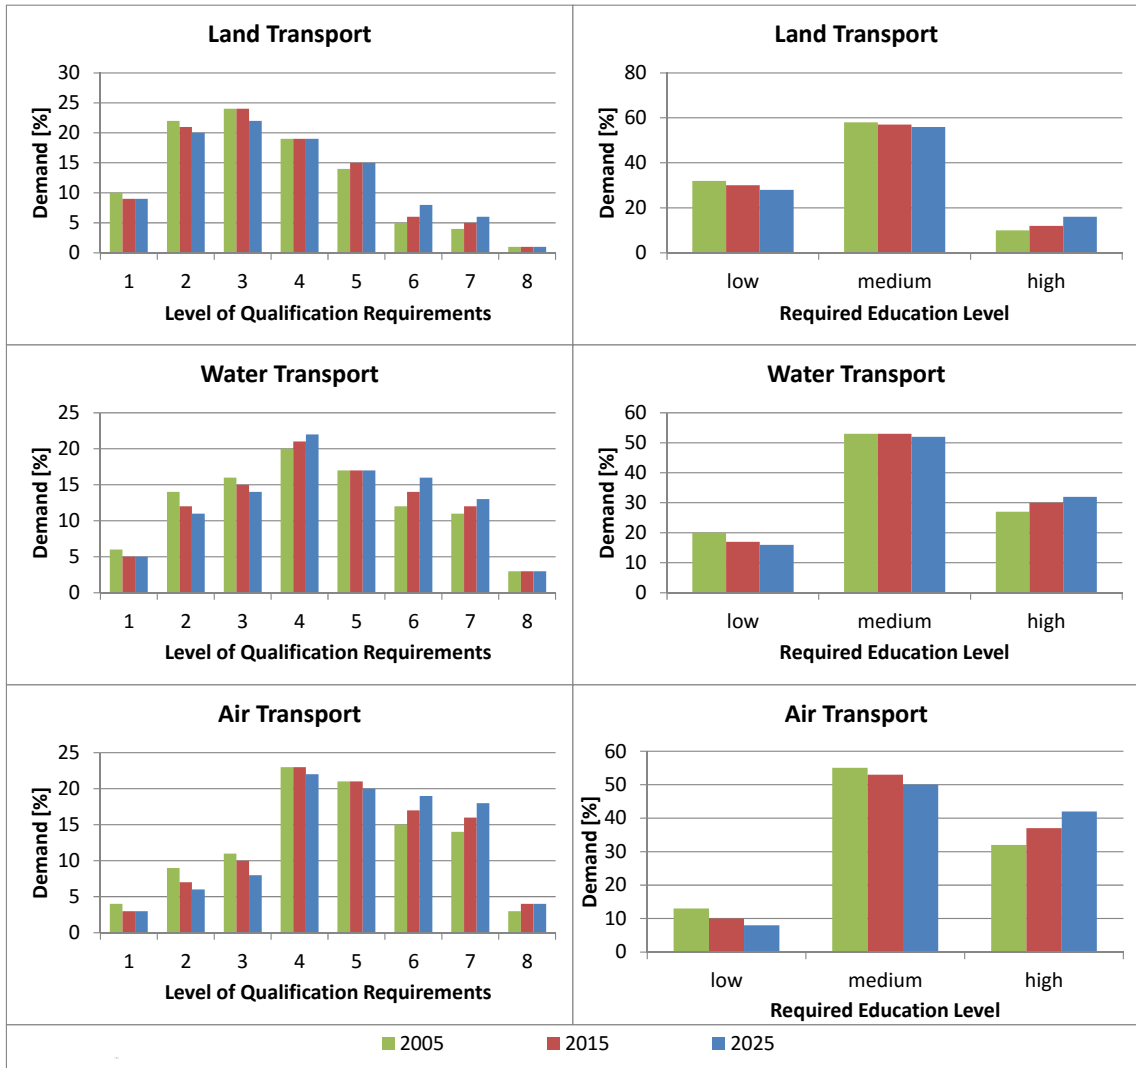 Land Transport
Demand [%]
30
25
20
15
10
5
0
1 2 3 4 5 6 7 8
Level of Qualification Requirements
Land Transport
Demand [%]
80
60
40
20
0
low medium high
Required Education Level
Water Transport
Demand [%]
25
20
15
10
5
0
1 2 3 4 5 6 7 8
Level of Qualification Requirements
Water Transport
Demand [%]
60
50
40
30
20
10
0
low medium high
Required Education Level
Air Transport
Demand [%]
25
20
15
10
5
0
1 2 3 4 5 6 7 8
Level of Qualification Requirements
Air Transport
Demand [%]
60
50
40
30
20
10
0
low medium high
Required Education Level
2005 2015 2025